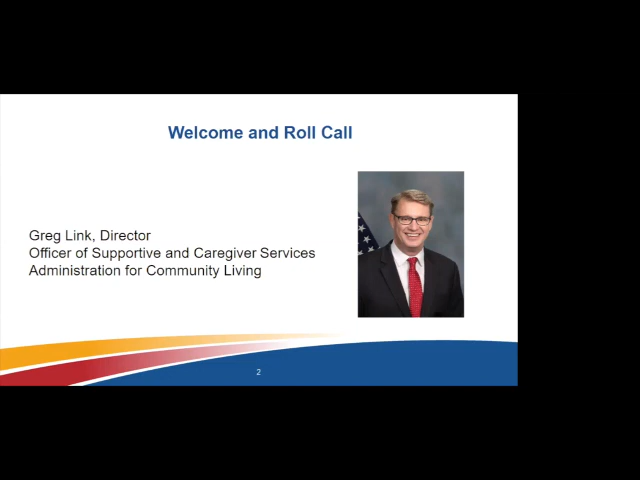 Welcome and Roll Call
Greg Link, Director
Officer of Supportive and Caregiver Services
Administration for Community Living
2